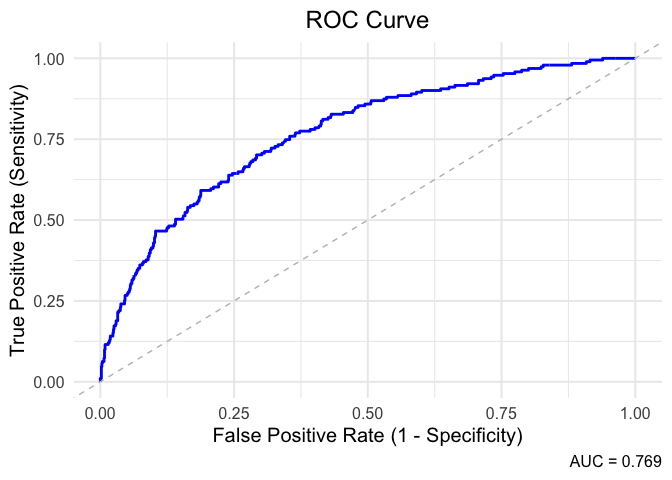 ROC Curve
True Positive Rate (Sensitivity)
1.00
0.75
0.50
0.25
0.00
0.00 0.25 0.50 0.75 1.00
False Positive Rate (1 - Specificity)
AUC = 0.769